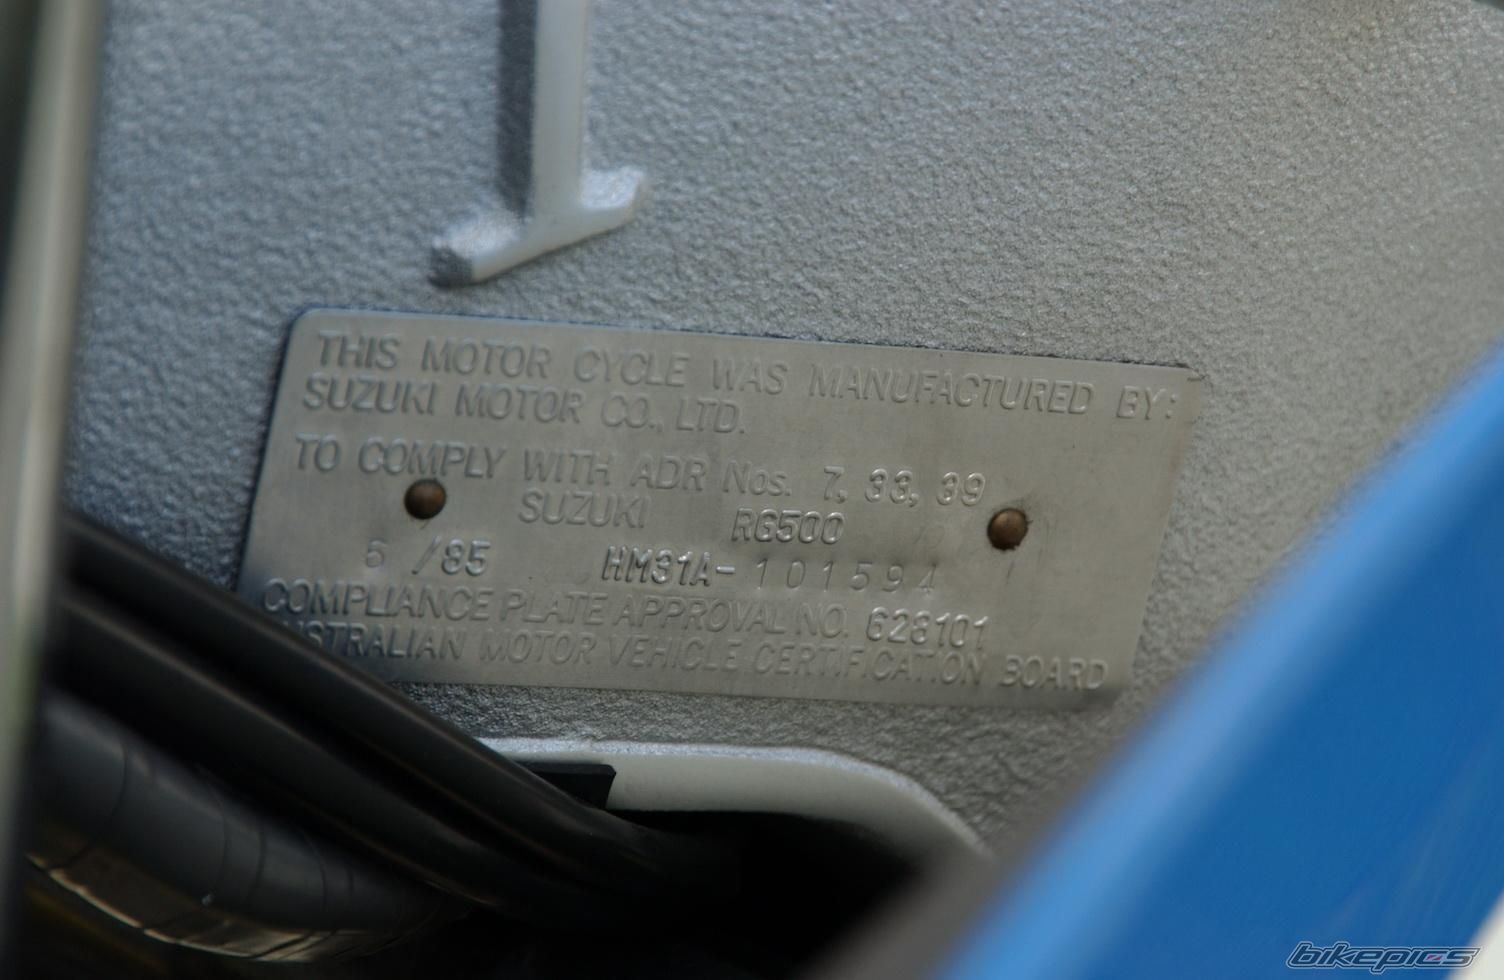 THIS MOTOR CYCLE WAS MANUFACTURED BY:
SUZUKI MOTOR CO., LTD.
TO COMPLY WITH ADR Nos. 7, 33, 39
SUZUKI RG500
6 /85 HM31A-101594
COMPLIANCE PLATE APPROVAL NO. 628101
AUSTRALIAN MOTOR VEHICLE CERTIFICATION BOARD
bikepics